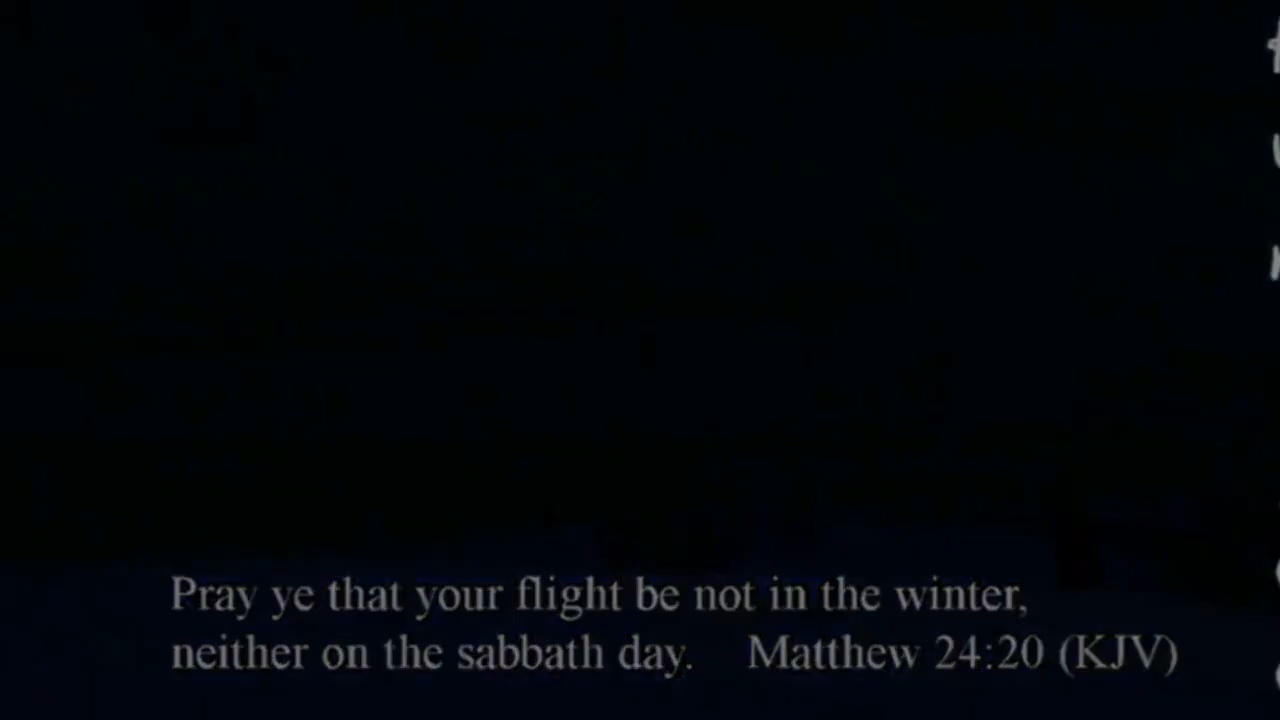 Pray ye that your flight be not in the winter,
neither on the sabbath day. Matthew 24:20 (KJV)